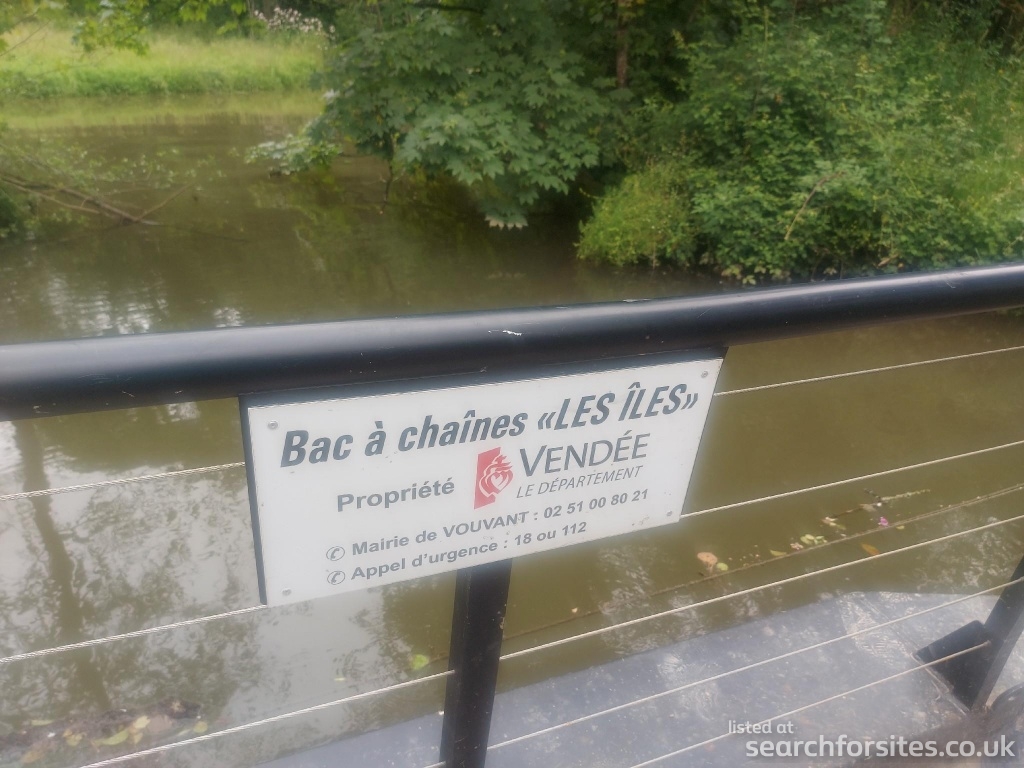 Bac à chaînes «LES ÎLES»
Propriété VENDÉE
LE DÉPARTEMENT
✆ Mairie de VOUVANT : 02 51 00 80 21
✆ Appel d'urgence : 18 ou 112
listed at
searchforsites.co.uk